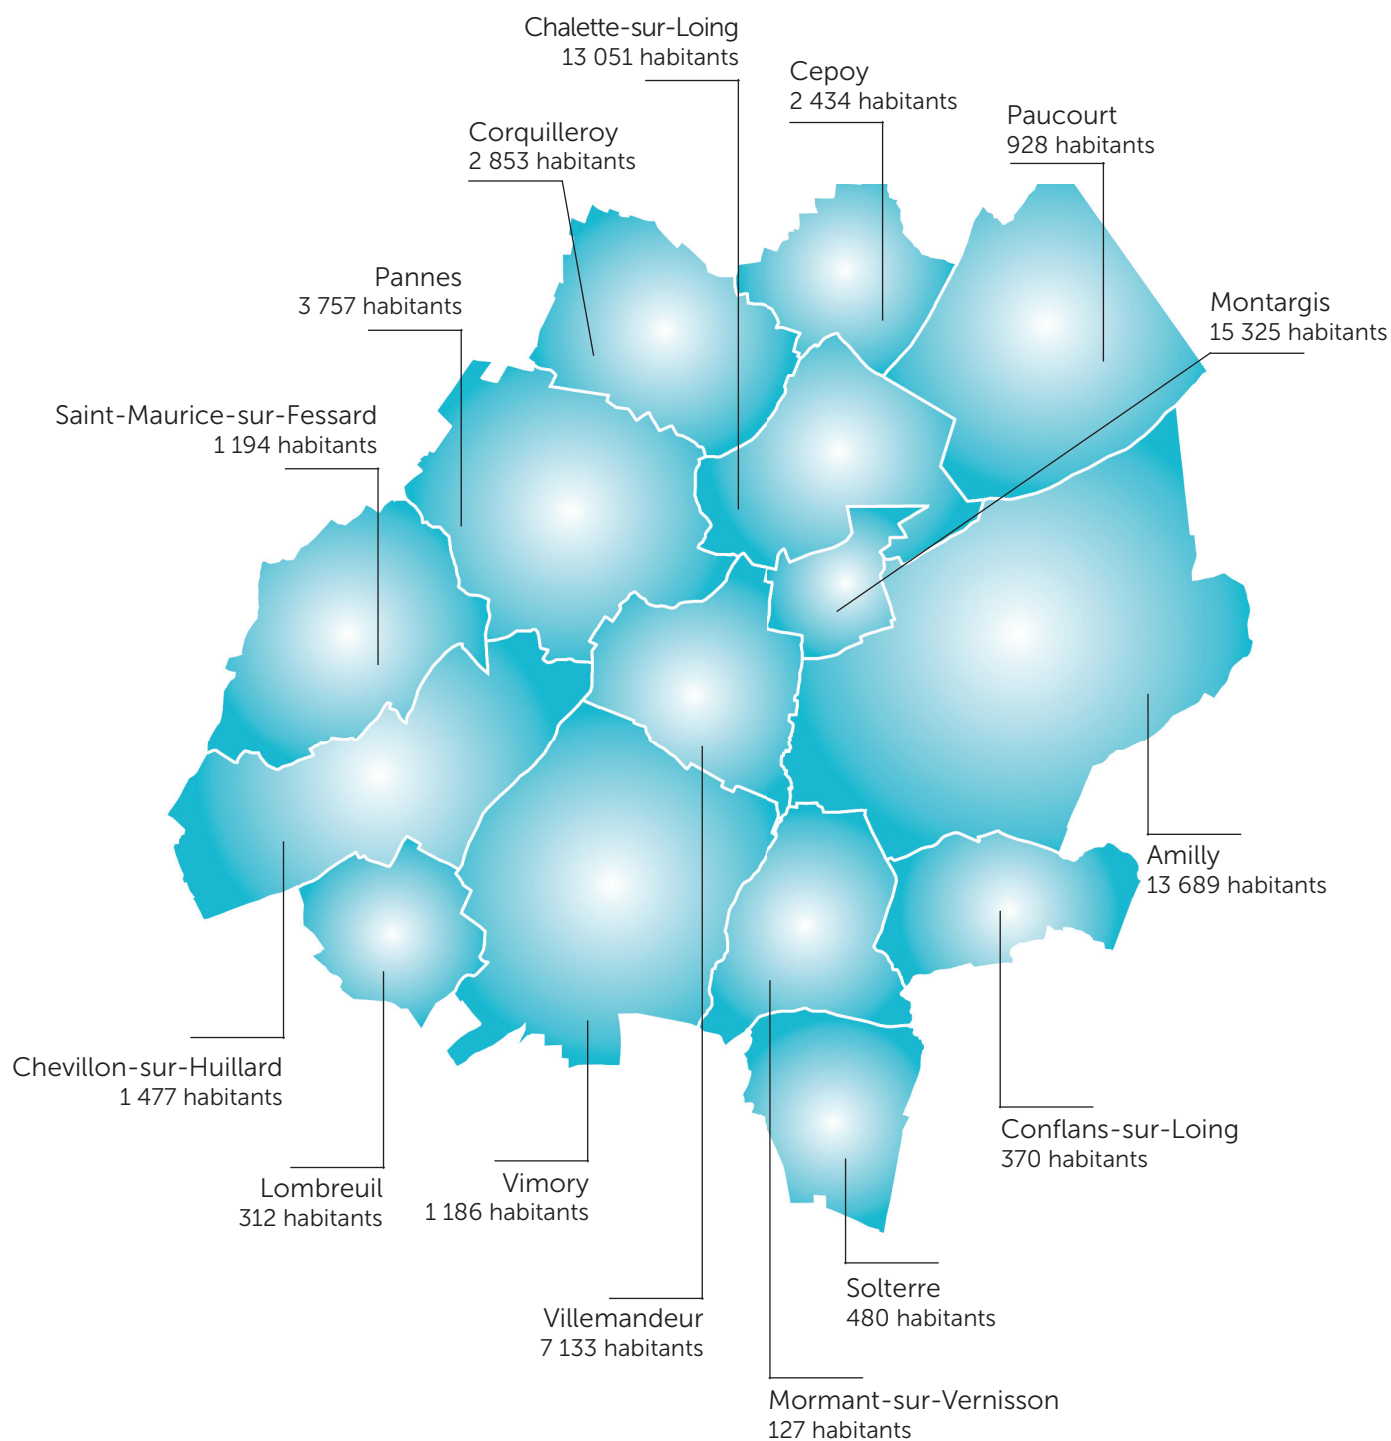 Chalette-sur-Loing
13 051 habitants
Cepoy
2 434 habitants
Paucourt
928 habitants
Corquilleroy
2 853 habitants
Pannes
3 757 habitants
Montargis
15 325 habitants
Saint-Maurice-sur-Fessard
1 194 habitants
Amilly
13 689 habitants
Chevillon-sur-Huillard
1 477 habitants
Conflans-sur-Loing
370 habitants
Lombreuil
312 habitants
Vimory
1 186 habitants
Solterre
480 habitants
Villemandeur
7 133 habitants
Mormant-sur-Vernisson
127 habitants